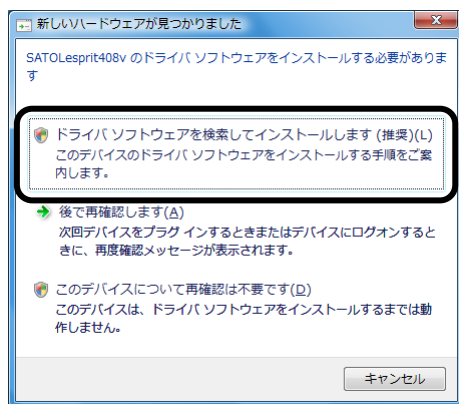 新しいハードウェアが見つかりました
SATOLesprit408v のドライバ ソフトウェアをインストールする必要がありま
す
ドライバ ソフトウェアを検索してインストールします (推奨)(L)
このデバイスのドライバ ソフトウェアをインストールする手順をご案
内します。
後で再確認します(A)
次回デバイスをプラグ インするときまたはデバイスにログオンすると
きに、再度確認メッセージが表示されます。
このデバイスについて再確認は不要です(D)
このデバイスは、ドライバ ソフトウェアをインストールするまでは動
作しません。
キャンセル